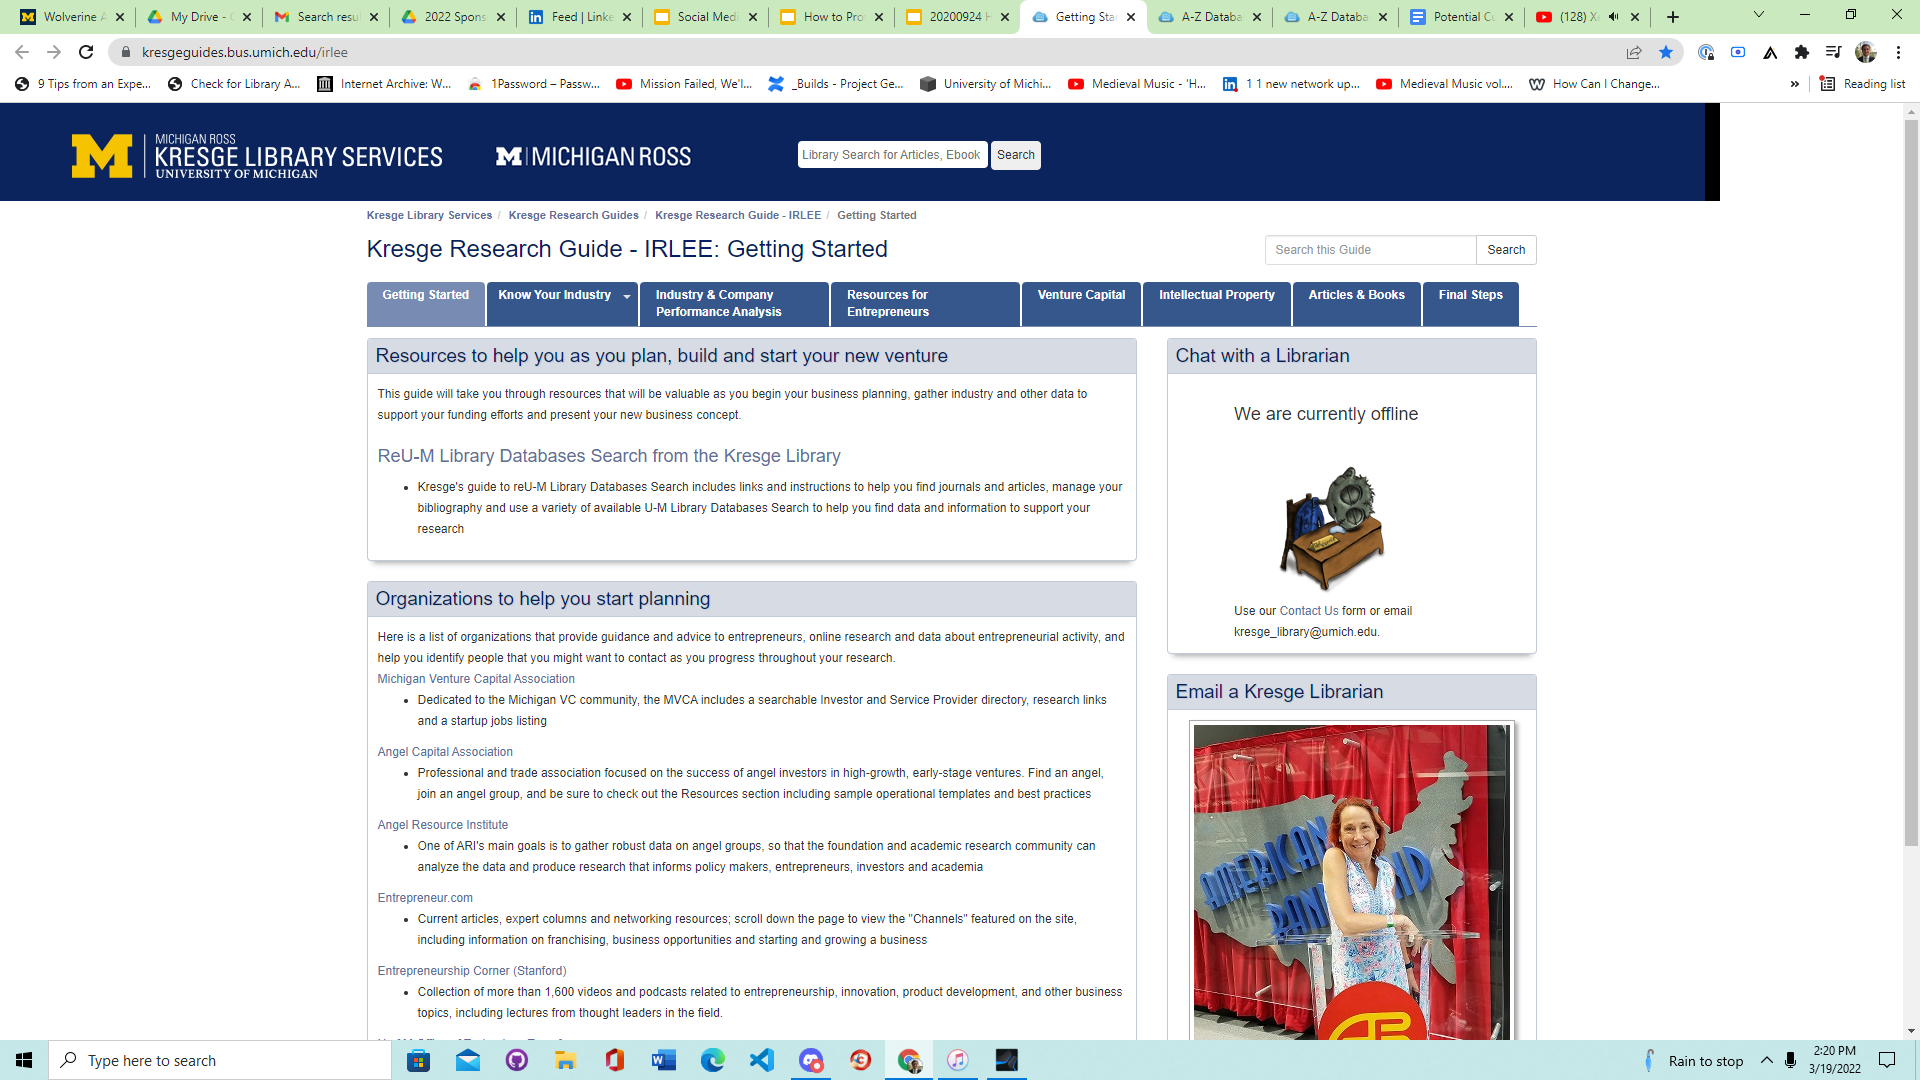 Wolverine A
My Drive - G
Search resul
2022 Spons
Feed | Linke
Social Medi
How to Pro
20200924 H
Getting Star
A-Z Databa
A-Z Databa
Potential Cu
(128) Xe
kresgeguides.bus.umich.edu/irlee
9 Tips from an Expe...
Check for Library A...
Internet Archive: W...
1Password – Passw...
Mission Failed, We'l...
_Builds - Project Ge...
University of Michi...
Medieval Music - 'H...
1 1 new network up...
Medieval Music vol....
How Can I Change...
»
Reading list
MICHIGAN ROSS
KRESGE LIBRARY SERVICES
UNIVERSITY OF MICHIGAN
M | MICHIGAN ROSS
Library Search for Articles, Ebook
Search
Kresge Library Services / Kresge Research Guides / Kresge Research Guide - IRLEE / Getting Started
Kresge Research Guide - IRLEE: Getting Started
Search this Guide
Search
Getting Started
Know Your Industry
Industry & Company
Performance Analysis
Resources for
Entrepreneurs
Venture Capital
Intellectual Property
Articles & Books
Final Steps
Resources to help you as you plan, build and start your new venture
This guide will take you through resources that will be valuable as you begin your business planning, gather industry and other data to
support your funding efforts and present your new business concept.
ReU-M Library Databases Search from the Kresge Library
• Kresge's guide to reU-M Library Databases Search includes links and instructions to help you find journals and articles, manage your
bibliography and use a variety of available U-M Library Databases Search to help you find data and information to support your
research
Organizations to help you start planning
Here is a list of organizations that provide guidance and advice to entrepreneurs, online research and data about entrepreneurial activity, and
help you identify people that you might want to contact as you progress throughout your research.
Michigan Venture Capital Association
• Dedicated to the Michigan VC community, the MVCA includes a searchable Investor and Service Provider directory, research links
and a startup jobs listing
Angel Capital Association
• Professional and trade association focused on the success of angel investors in high-growth, early-stage ventures. Find an angel,
join an angel group, and be sure to check out the Resources section including sample operational templates and best practices
Angel Resource Institute
• One of ARI's main goals is to gather robust data on angel groups, so that the foundation and academic research community can
analyze the data and produce research that informs policy makers, entrepreneurs, investors and academia
Entrepreneur.com
• Current articles, expert columns and networking resources; scroll down the page to view the "Channels" featured on the site,
including information on franchising, business opportunities and starting and growing a business
Entrepreneurship Corner (Stanford)
• Collection of more than 1,600 videos and podcasts related to entrepreneurship, innovation, product development, and other business
topics, including lectures from thought leaders in the field.
Chat with a Librarian
We are currently offline
Use our Contact Us form or email
kresge_library@umich.edu.
Email a Kresge Librarian
AMERICAN
BANDSTAND
AB
Type here to search
Rain to stop
2:20 PM
3/19/2022